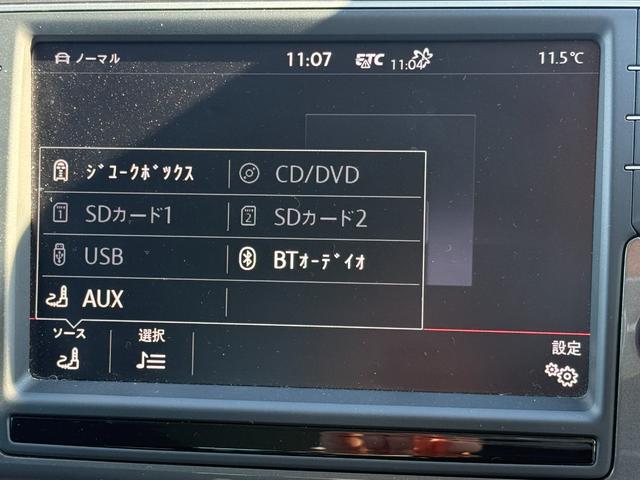 ノーマル 11:07 ETC 11:04 11.5°C
ジュークボックス CD/DVD
1 SDカード1 2 SDカード2
USB BTオーディオ
AUX
ソース 選択 設定